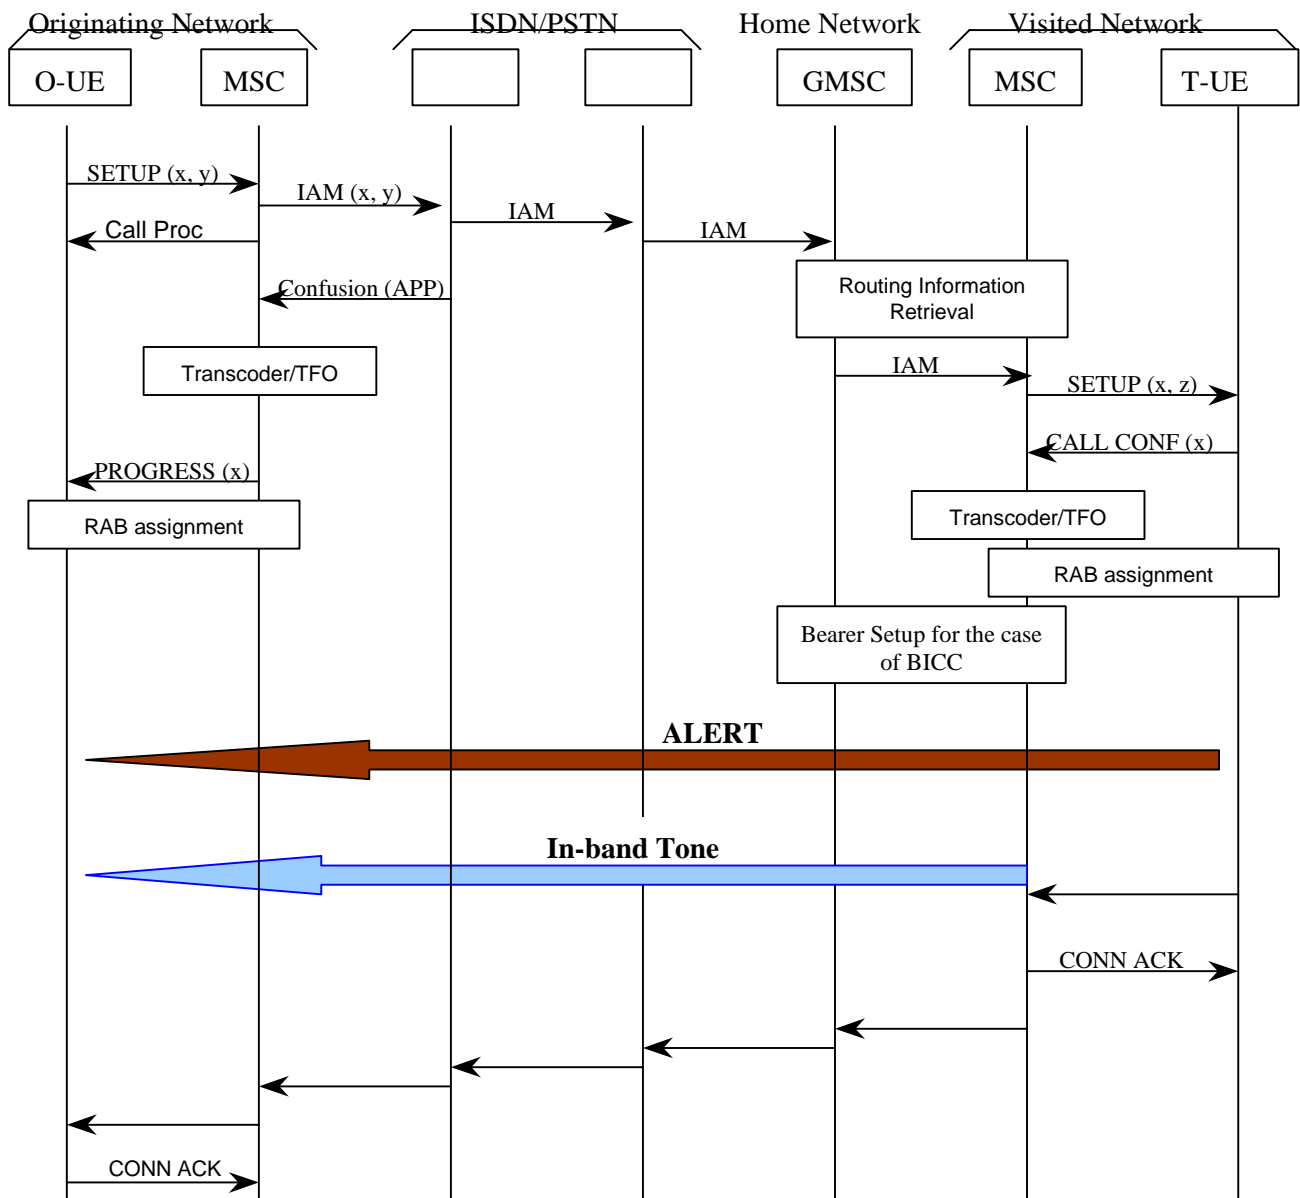 Originating Network
ISDN/PSTN
Home Network
Visited Network
O-UE
MSC
GMSC
MSC
T-UE
SETUP (x, y)
IAM (x, y)
IAM
IAM
Call Proc
Confusion (APP)
Routing Information
Retrieval
Transcoder/TFO
IAM
SETUP (x, z)
CALL CONF (x)
PROGRESS (x)
RAB assignment
Transcoder/TFO
RAB assignment
Bearer Setup for the case
of BICC
ALERT
In-band Tone
CONN ACK
CONN ACK